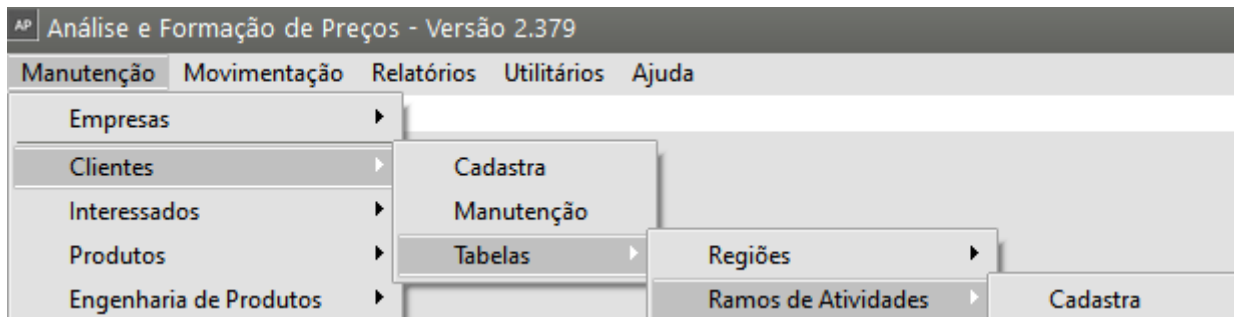 AP Análise e Formação de Preços - Versão 2.379
Manutenção Movimentação Relatórios Utilitários Ajuda
Empresas
Clientes Cadastra
Interessados Manutenção
Produtos Tabelas Regiões
Engenharia de Produtos Ramos de Atividades Cadastra